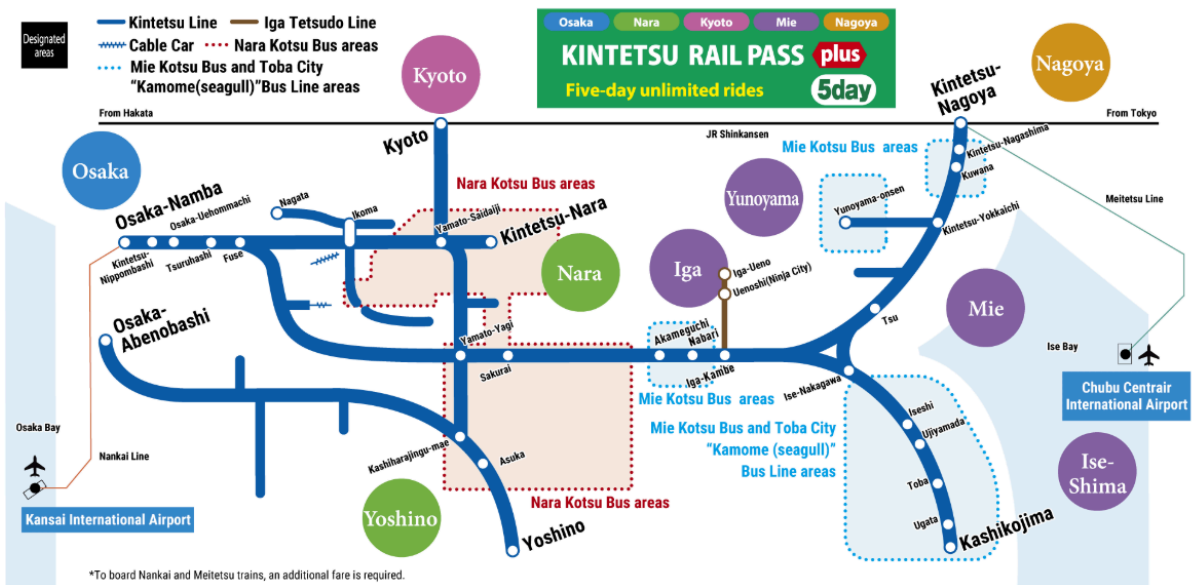 Designated
areas
Kintetsu Line
Iga Tetsudo Line
Cable Car
Nara Kotsu Bus areas
Mie Kotsu Bus and Toba City
“Kamome(seagull)”Bus Line areas
Osaka
Nara
Kyoto
Mie
Nagoya
KINTETSU RAIL PASS plus
Five-day unlimited rides
5day
Kyoto
Nagoya
Kintetsu-
Nagoya
From Hakata
From Tokyo
JR Shinkansen
Kyoto
Osaka
Osaka-Namba
Kintetsu-
Nippombashi
Osaka-Uehommachi
Tsuruhashi
Fuse
Nagata
Ikoma
Nara Kotsu Bus areas
Yamato-Saidaiji
Kintetsu-Nara
Nara
Mie Kotsu Bus areas
Kintetsu-Nagashima
Kuwana
Meitetsu Line
Yunoyama
Yunoyama-onsen
Kintetsu-Yokkaichi
Iga
Iga-Ueno
Uenoshi(Ninja City)
Mie
Tsu
Osaka-
Abenobashi
Yamato-Yagi
Sakurai
Akameguchi
Nabari
Iga-Kambe
Ise-Nakagawa
Ise Bay
Chubu Centrair
International Airport
Mie Kotsu Bus areas
Mie Kotsu Bus and Toba City
“Kamome (seagull)”
Bus Line areas
Iseshi
Ujiyamada
Toba
Ugata
Kashikojima
Ise-
Shima
Osaka Bay
Nankai Line
Kansai International Airport
Kashiharajingu-mae
Asuka
Nara Kotsu Bus areas
Yoshino
Yoshino
*To board Nankai and Meitetsu trains, an additional fare is required.